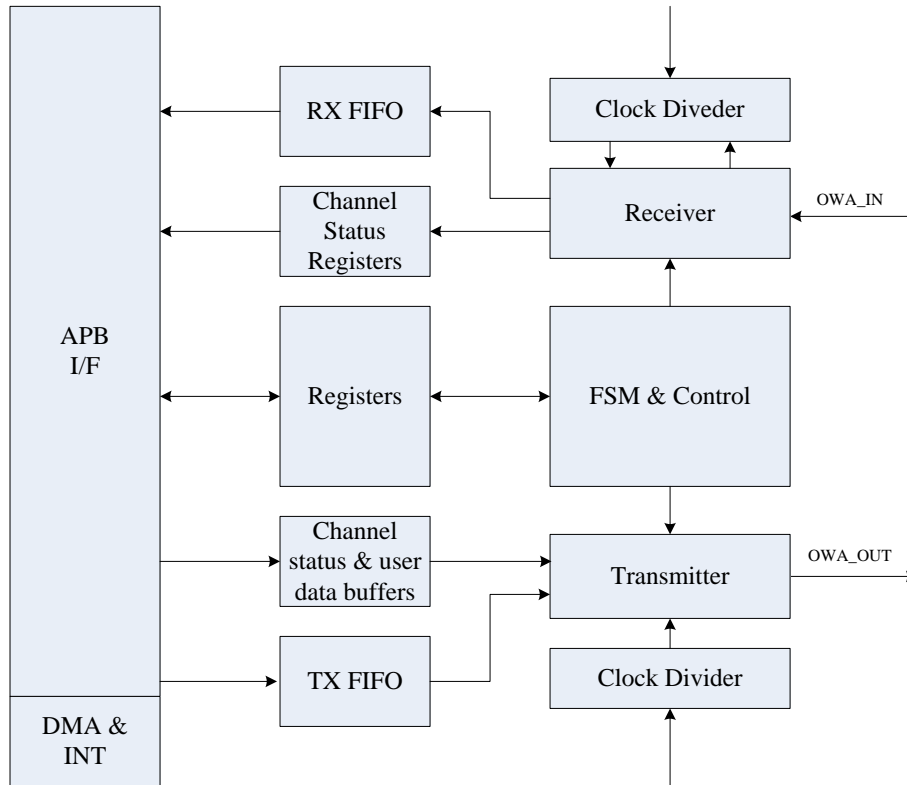 APB
I/F
DMA &
INT
RX FIFO
Channel
Status
Registers
Registers
Channel
status & user
data buffers
TX FIFO
Clock Diveder
Receiver
OWA_IN
FSM & Control
Transmitter
OWA_OUT
Clock Divider